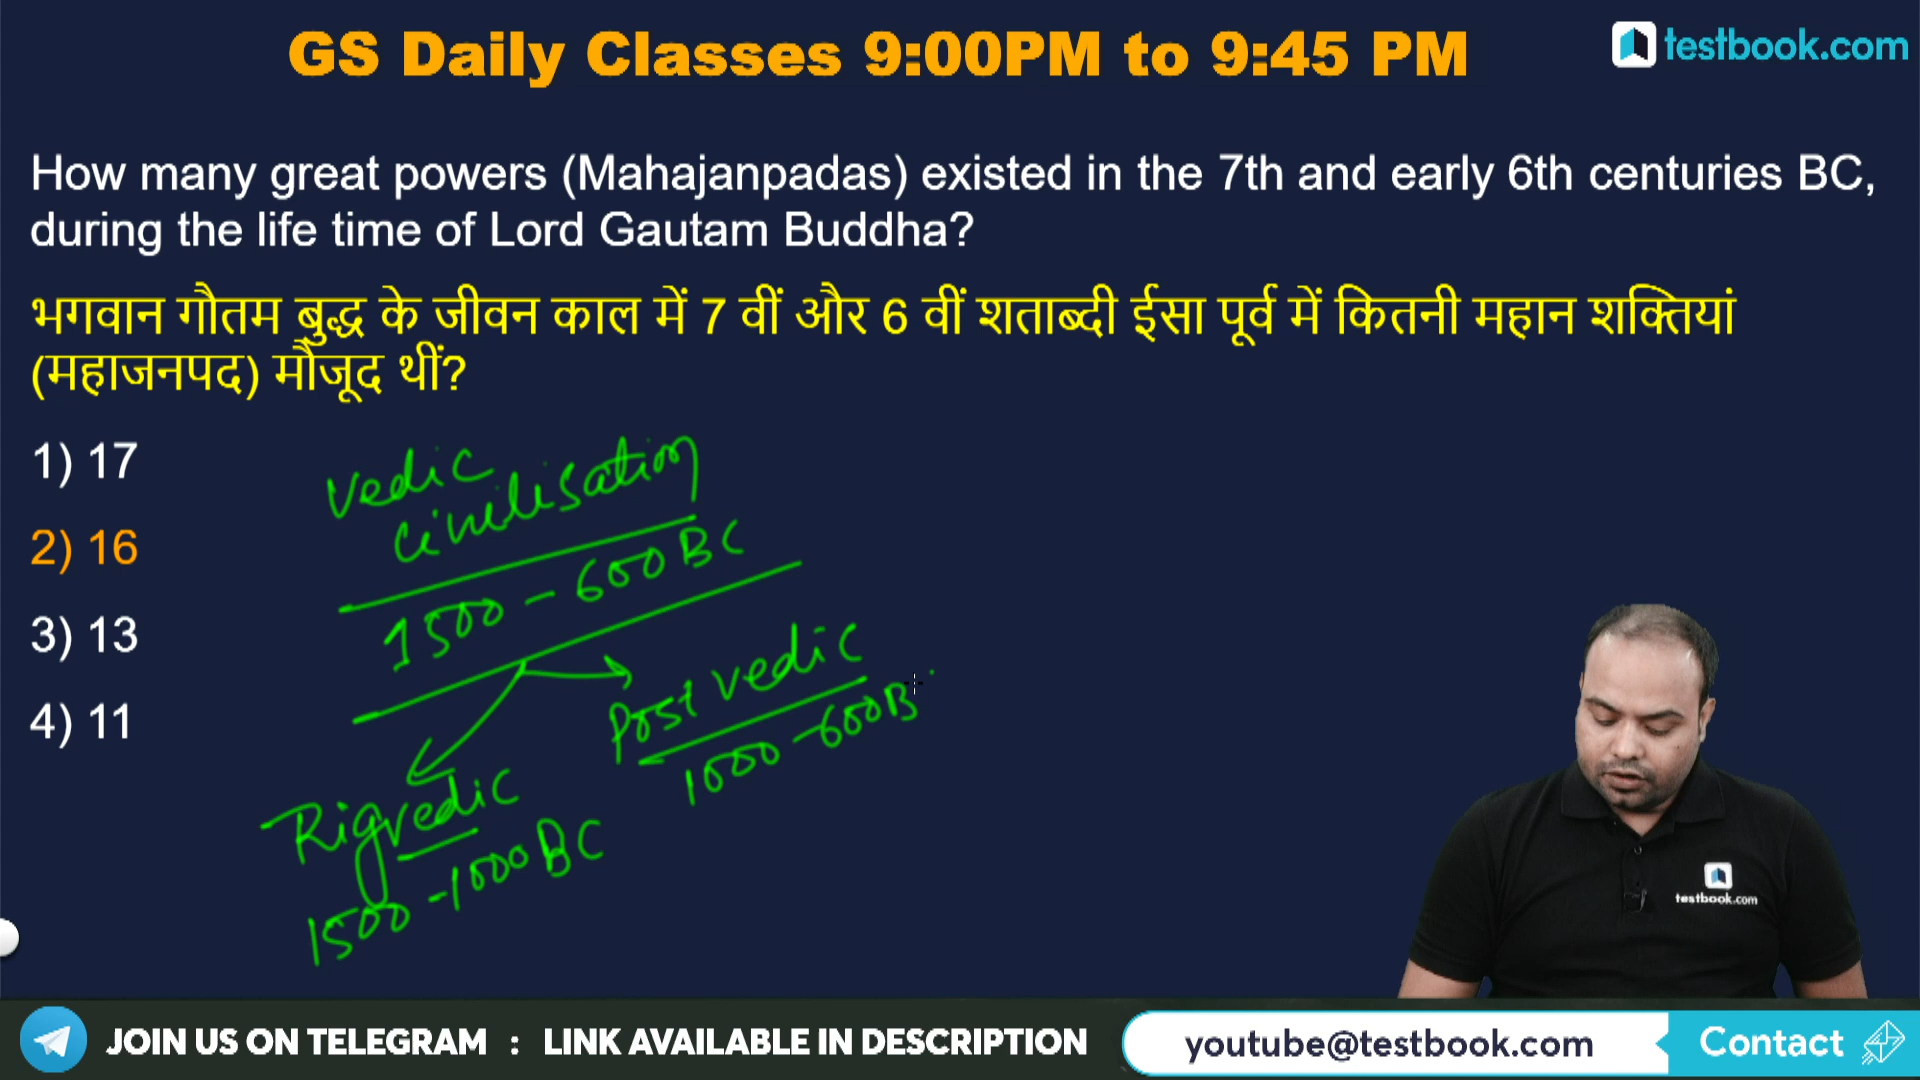 GS Daily Classes 9:00PM to 9:45 PM
testbook.com
How many great powers (Mahajanpadas) existed in the 7th and early 6th centuries BC,
during the life time of Lord Gautam Buddha?
भगवान गौतम बुद्ध के जीवन काल में 7 वीं और 6 वीं शताब्दी ईसा पूर्व में कितनी महान शक्तियां
(महाजनपद) मौजूद थीं?
1) 17
2) 16
3) 13
4) 11
Vedic
Civilisation
1500 - 600 BC
Post vedic
1000 - 600 B
Rigvedic
1500 - 1000 BC
testbook.com
JOIN US ON TELEGRAM : LINK AVAILABLE IN DESCRIPTION
youtube@testbook.com
Contact